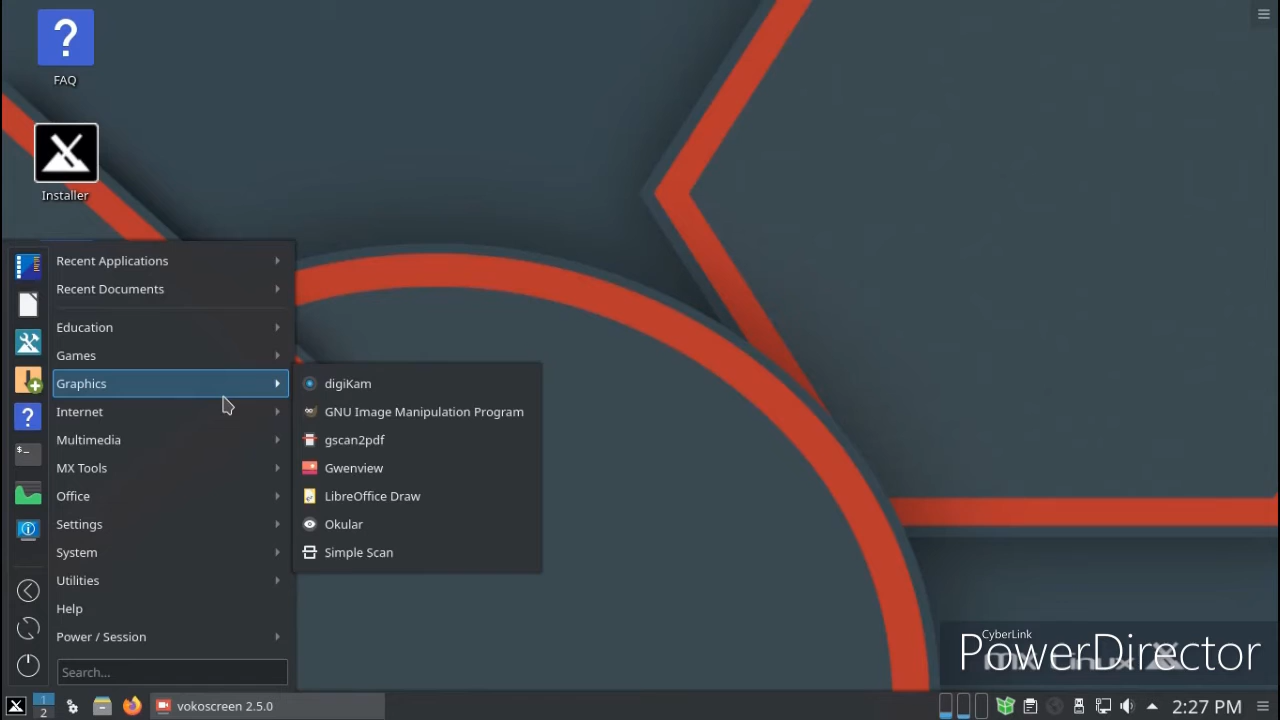 FAQ
Installer
Recent Applications
Recent Documents
Education
Games
Graphics
Internet
Multimedia
MX Tools
Office
Settings
System
Utilities
Help
Power / Session
Search...
digiKam
GNU Image Manipulation Program
gscan2pdf
Gwenview
LibreOffice Draw
Okular
Simple Scan
CyberLink
PowerDirector
MX Linux
1
2
vokoscreen 2.5.0
2:27 PM